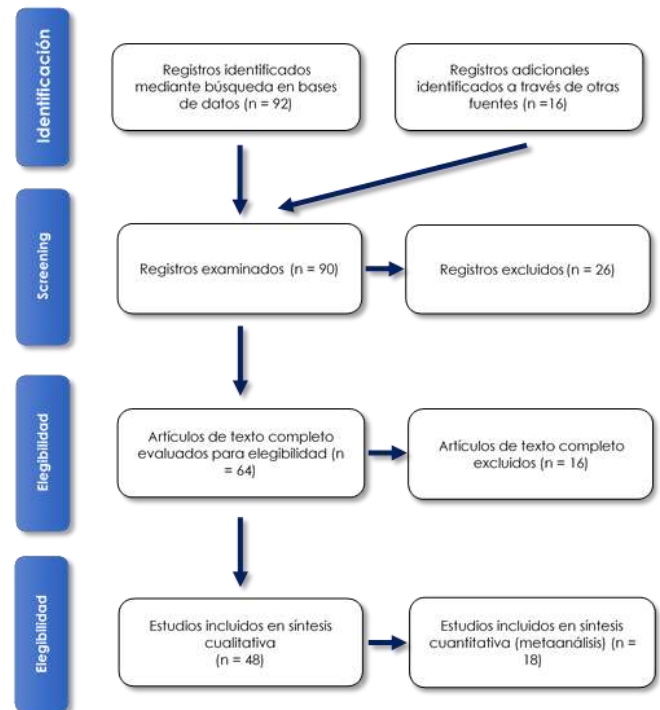 Identificación
Registros identificados
mediante búsqueda en bases
de datos (n = 92)
Registros adicionales
identificados a través de otras
fuentes (n =16)
Screening
Registros examinados (n = 90)
Registros excluidos (n = 26)
Elegibilidad
Artículos de texto completo
evaluados para elegibilidad (n
= 64)
Artículos de texto completo
excluidos (n = 16)
Elegibilidad
Estudios incluidos en síntesis
cualitativa
(n = 48)
Estudios incluidos en síntesis
cuantitativa (metaanálisis) (n =
18)